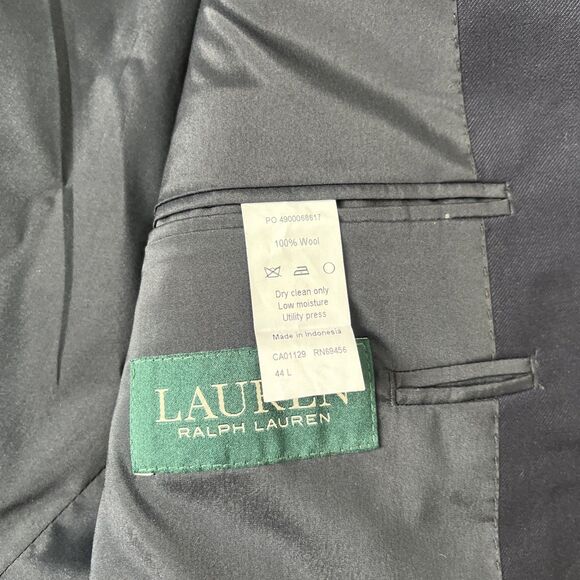 PO 4900068617
100% Wool
Dry clean only
Low moisture
Utility press
Made in Indonesia
CA01129 RN69456
44 L
LAUREN
RALPH LAUREN